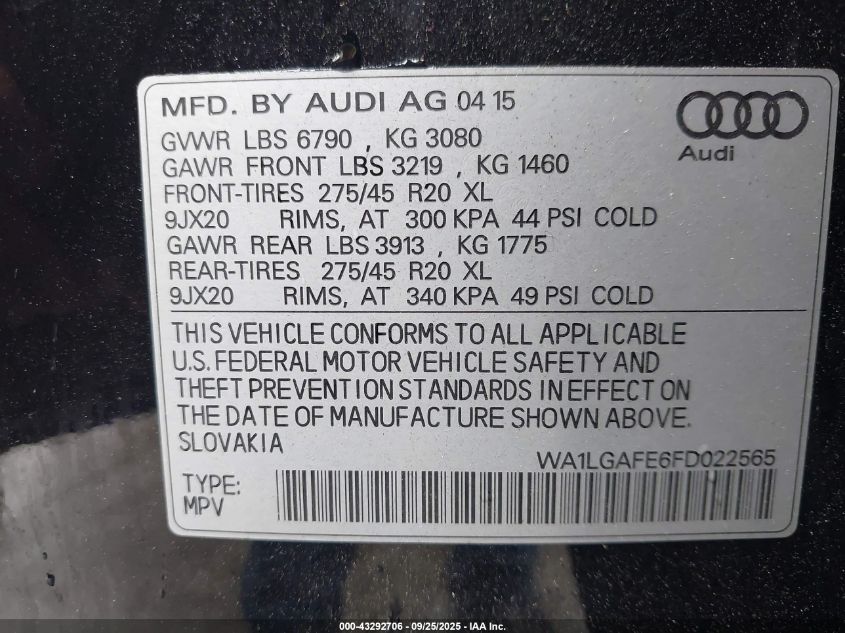 MFD. BY AUDI AG 04 15
GVWR LBS 6790 , KG 3080
GAWR FRONT LBS 3219 , KG 1460
FRONT-TIRES 275/45 R20 XL
9JX20 RIMS, AT 300 KPA 44 PSI COLD
GAWR REAR LBS 3913 , KG 1775
REAR-TIRES 275/45 R20 XL
9JX20 RIMS, AT 340 KPA 49 PSI COLD
Audi
THIS VEHICLE CONFORMS TO ALL APPLICABLE
U.S. FEDERAL MOTOR VEHICLE SAFETY AND
THEFT PREVENTION STANDARDS IN EFFECT ON
THE DATE OF MANUFACTURE SHOWN ABOVE.
SLOVAKIA
WA1LGAFE6FD022565
TYPE:
MPV
000-43292706 - 09/25/2025 - IAA Inc.